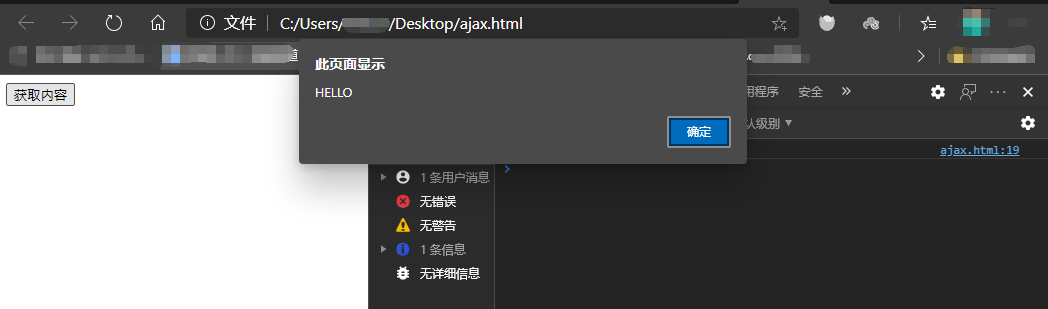 文件 C:/Users/ /Desktop/ajax.html
值
此页面显示
HELLO
确定
获取内容
用程序 安全
认级别
ajax.html:19
1 条用户消息
无错误
无警告
1 条信息
无详细信息